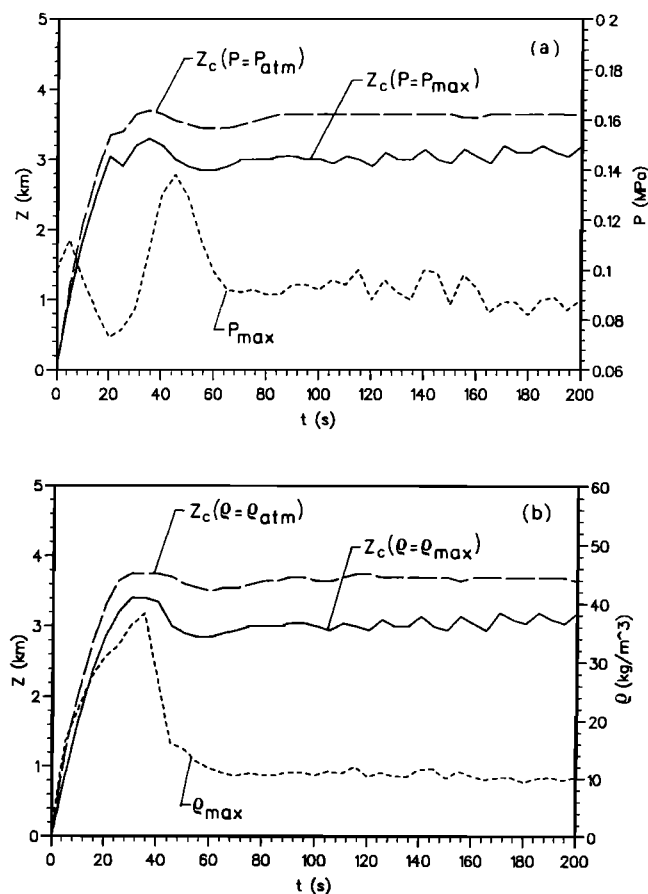 (a)
Z_c(P=P_atm)
Z_c(P=P_max)
P_max
5
4
3
2
1
0
Z (km)
0.2
0.18
0.16
0.14
0.12
0.1
0.08
0.06
P (MPa)
0 20 40 60 80 100 120 140 160 180 200
t (s)
(b)
Z_c(ϱ=ϱ_atm)
Z_c(ϱ=ϱ_max)
ϱ_max
5
4
3
2
1
0
Z (km)
60
50
40
30
20
10
0
ϱ (kg/m^3)
0 20 40 60 80 100 120 140 160 180 200
t (s)